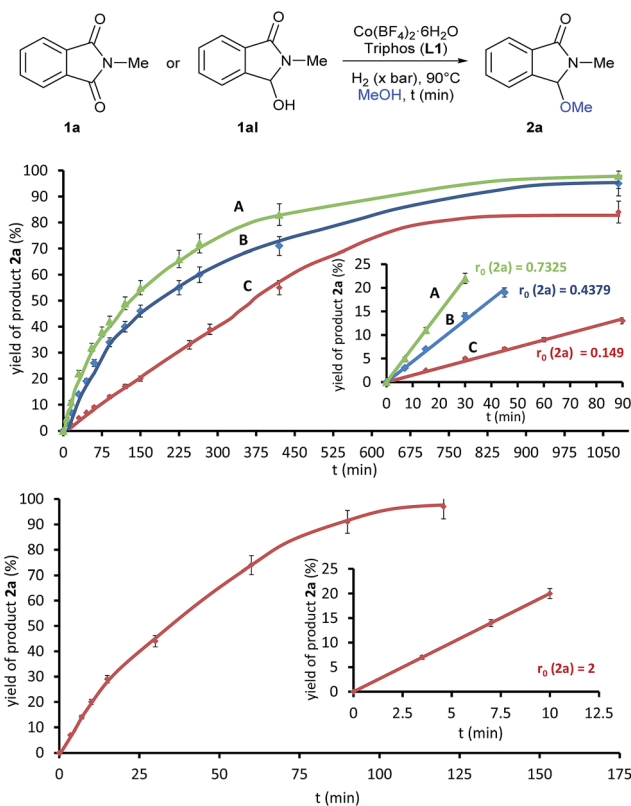 O
N-Me
O
1a
or
O
N-Me
OH
1al
Co(BF4)2·6H2O
Triphos (L1)
H2 (x bar), 90°C
MeOH, t (min)
O
N-Me
OMe
2a
yield of product 2a (%)
100
90
80
70
60
50
40
30
20
10
0
A
B
C
0 75 150 225 300 375 450 525 600 675 750 825 900 975 1050
t (min)
yield of product 2a (%)
25
20
15
10
5
0
A
B
C
r0 (2a) = 0.7325
r0 (2a) = 0.4379
r0 (2a) = 0.149
0 10 20 30 40 50 60 70 80 90
t (min)
yield of product 2a (%)
100
90
80
70
60
50
40
30
20
10
0
0 25 50 75 100 125 150 175
t (min)
yield of product 2a (%)
25
20
15
10
5
0
r0 (2a) = 2
0 2.5 5 7.5 10 12.5
t (min)